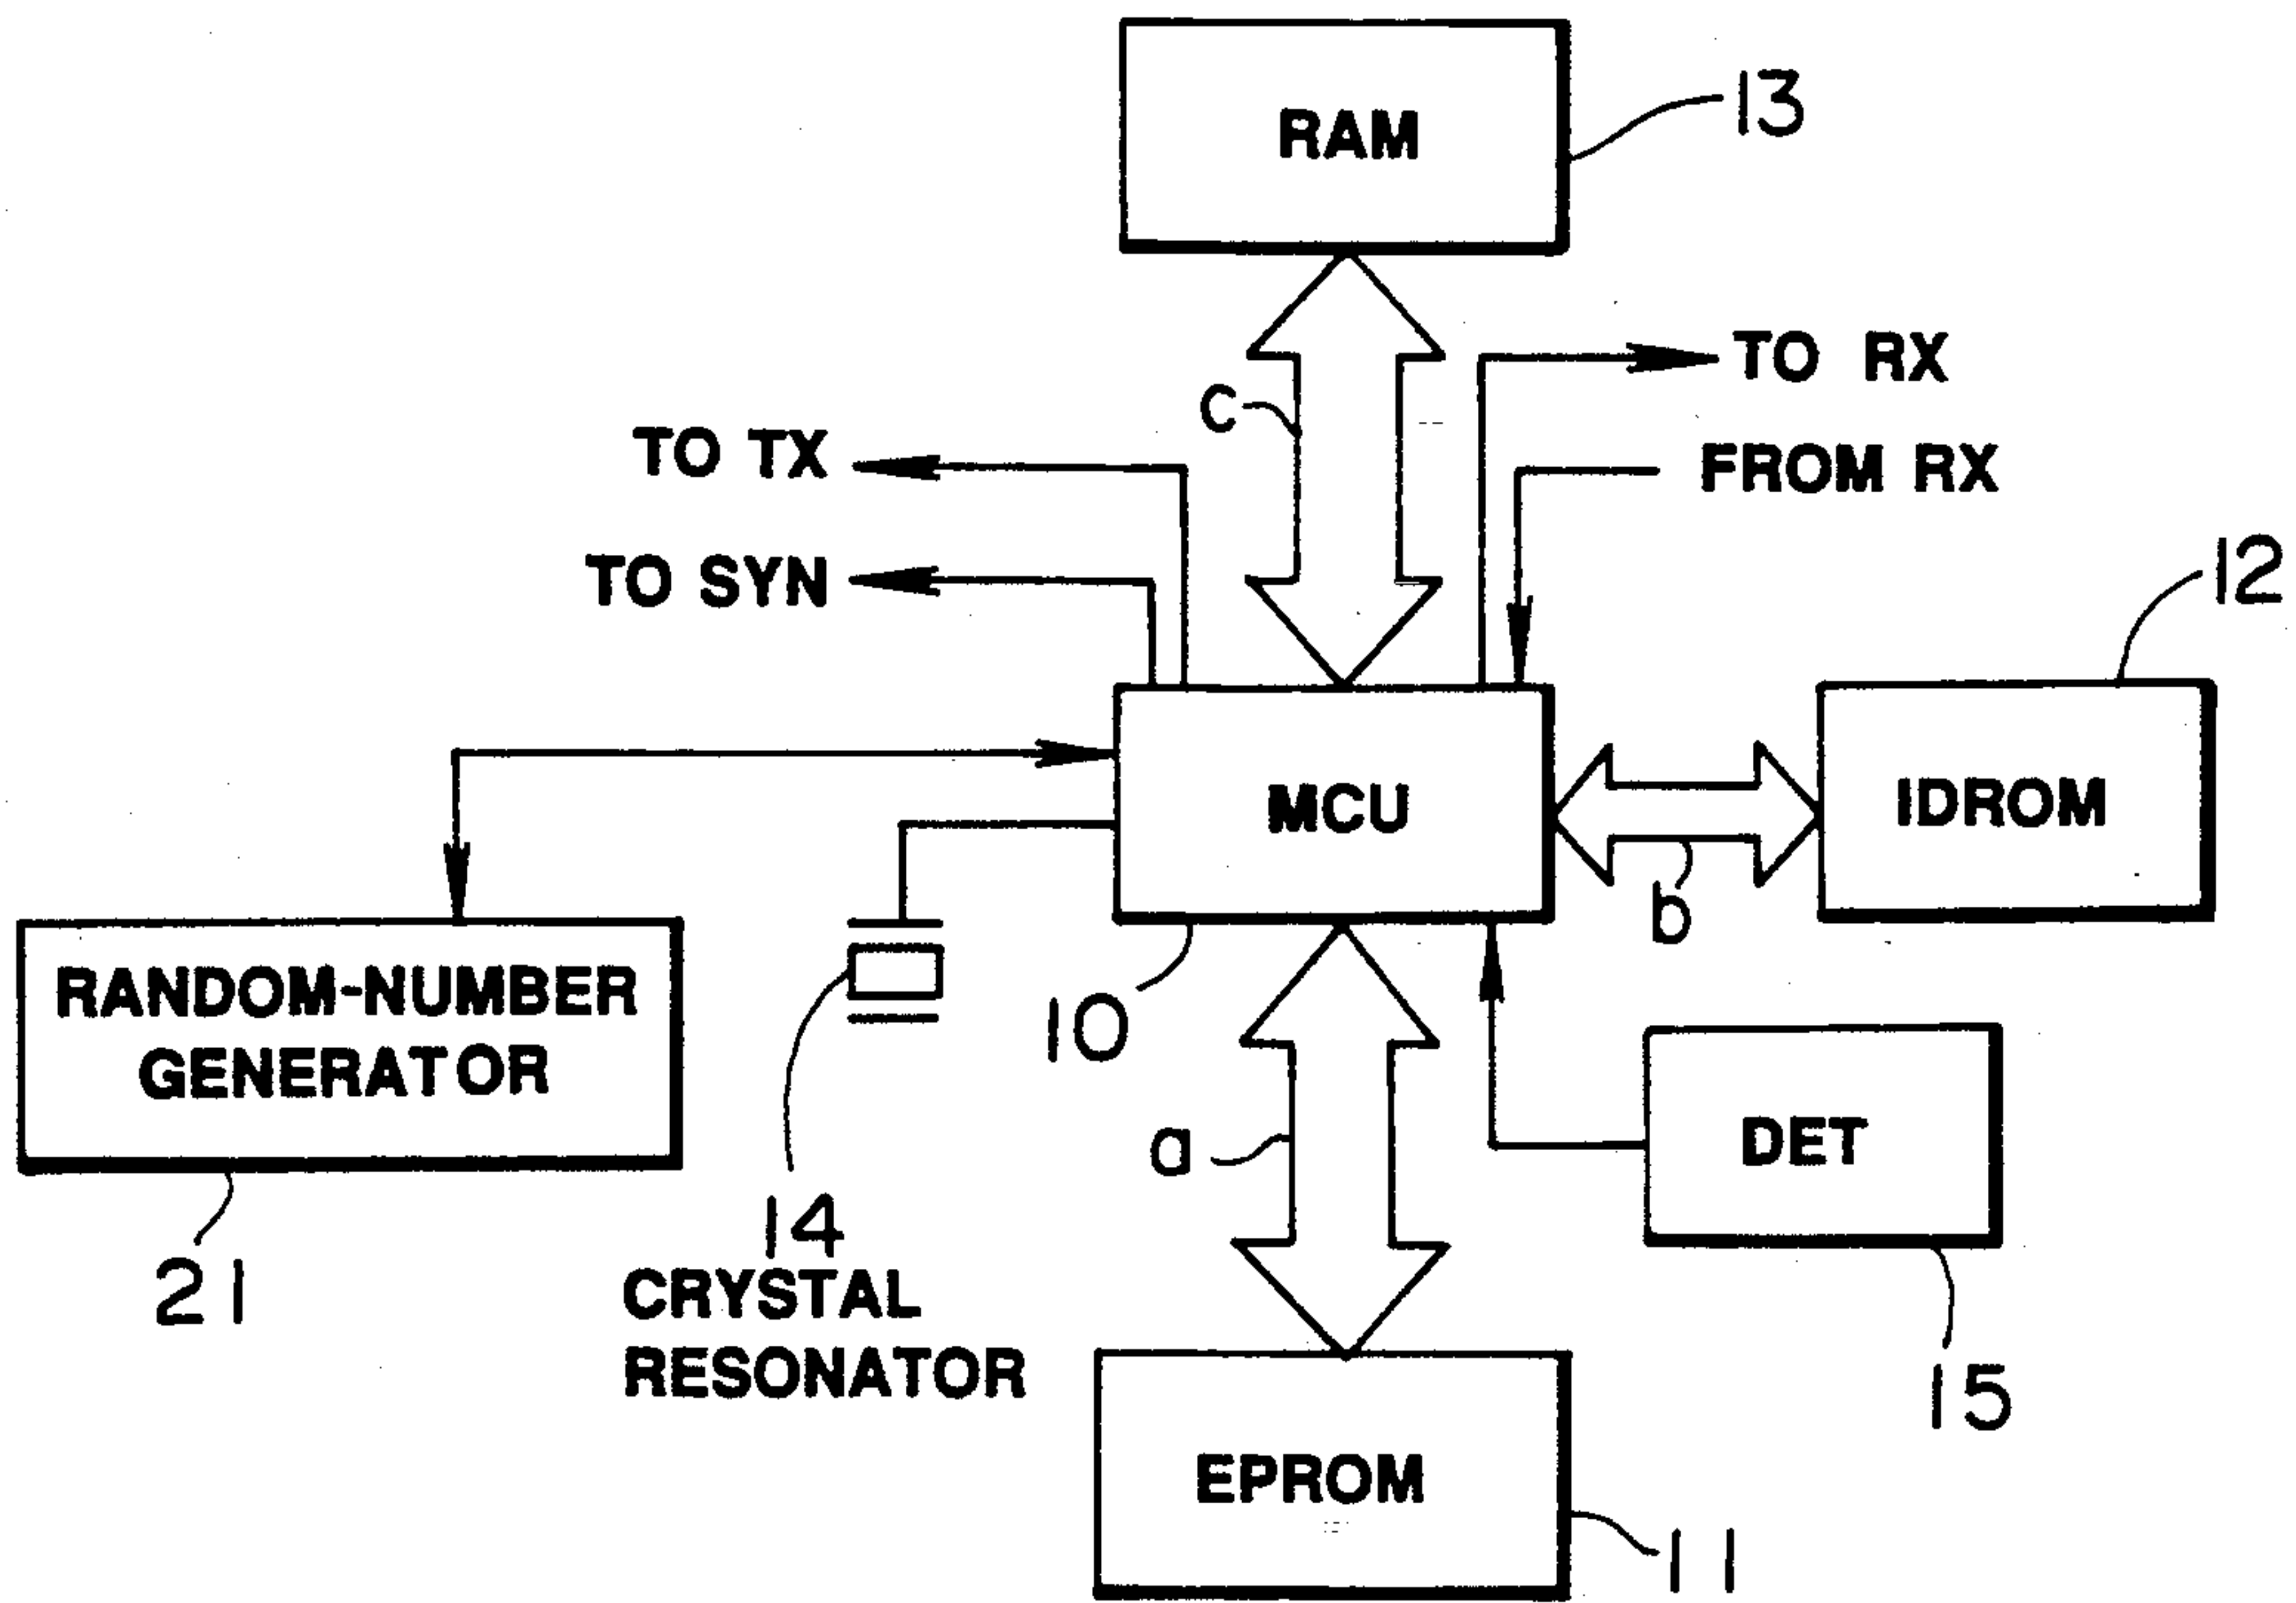 RAM
13
TO RX
C
TO TX
FROM RX
TO SYN
12
MCU
IDROM
b
RANDOM-NUMBER
GENERATOR
10
DET
a
14
21
CRYSTAL
RESONATOR
15
EPROM
11